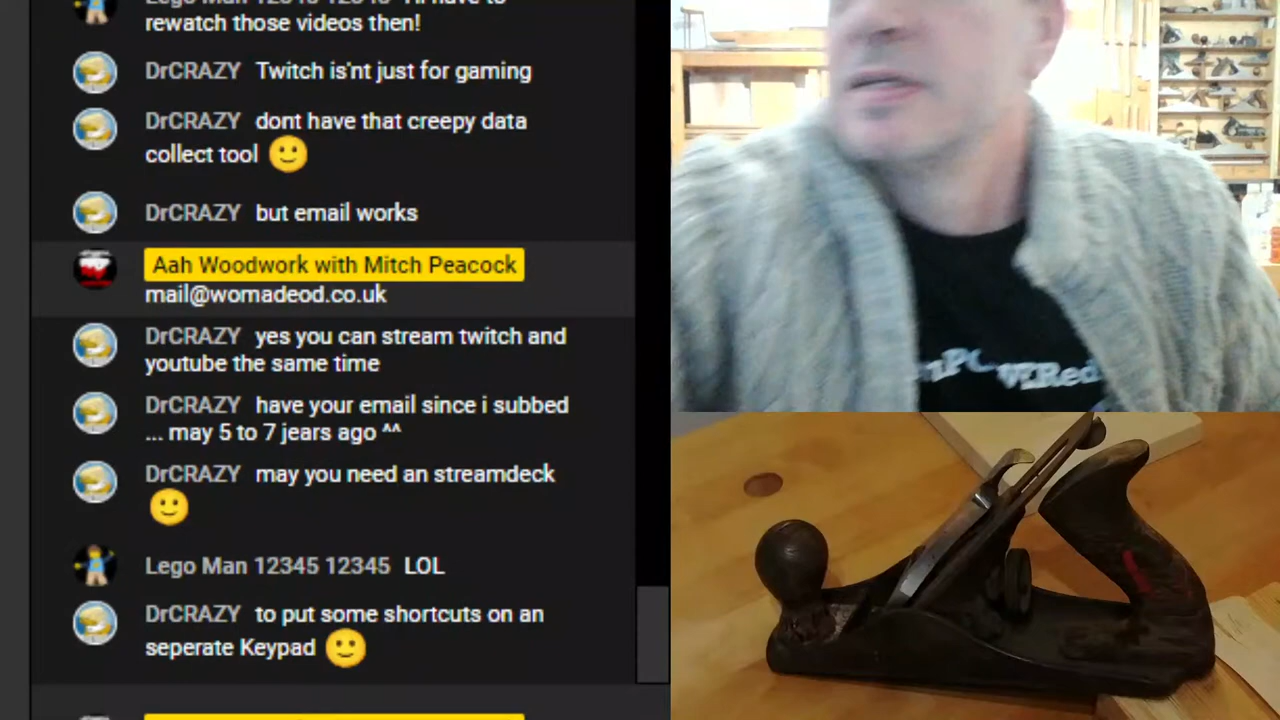 rewatch those videos then!
DrCRAZY Twitch is'nt just for gaming
DrCRAZY dont have that creepy data
collect tool 🙂
DrCRAZY but email works
Aah Woodwork with Mitch Peacock
mail@womadeod.co.uk
DrCRAZY yes you can stream twitch and
youtube the same time
DrCRAZY have your email since i subbed
... may 5 to 7 jears ago ^^
DrCRAZY may you need an streamdeck
🙂
Lego Man 12345 12345 LOL
DrCRAZY to put some shortcuts on an
seperate Keypad 🙂